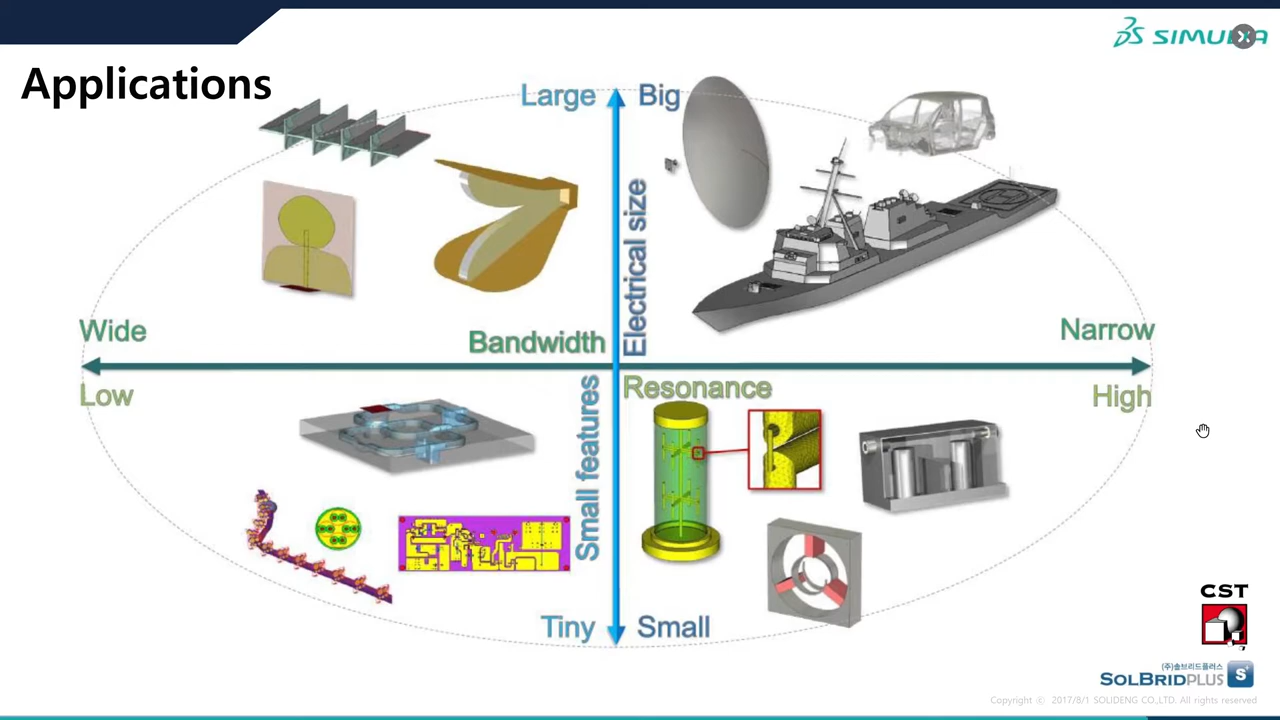 SIMULIA
Applications
Large
Big
Electrical size
Wide
Bandwidth
Narrow
Low
Resonance
High
Small features
Tiny
Small
CST
(주)솔브리드플러스
SOLBRIDPLUS
S+
Copyright ⓒ 2017/8/1 SOLIDENG CO.,LTD. All rights reserved